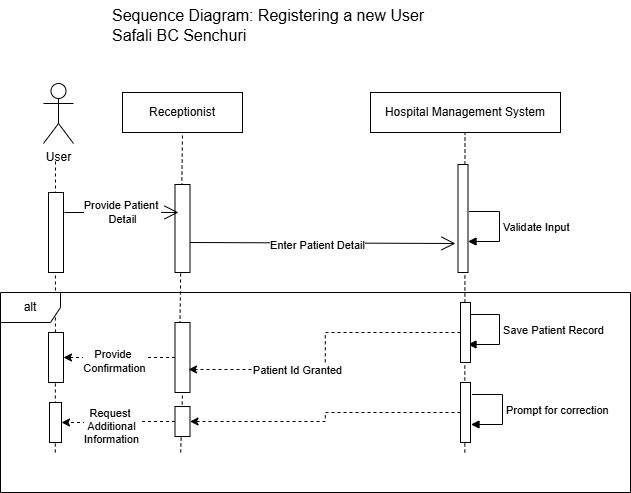 Sequence Diagram: Registering a new User
Safali BC Senchuri
Receptionist
Hospital Management System
User
Provide Patient
Detail
Validate Input
Enter Patient Detail
alt
Save Patient Record
Provide
Confirmation
Patient Id Granted
Request
Additional
Information
Prompt for correction